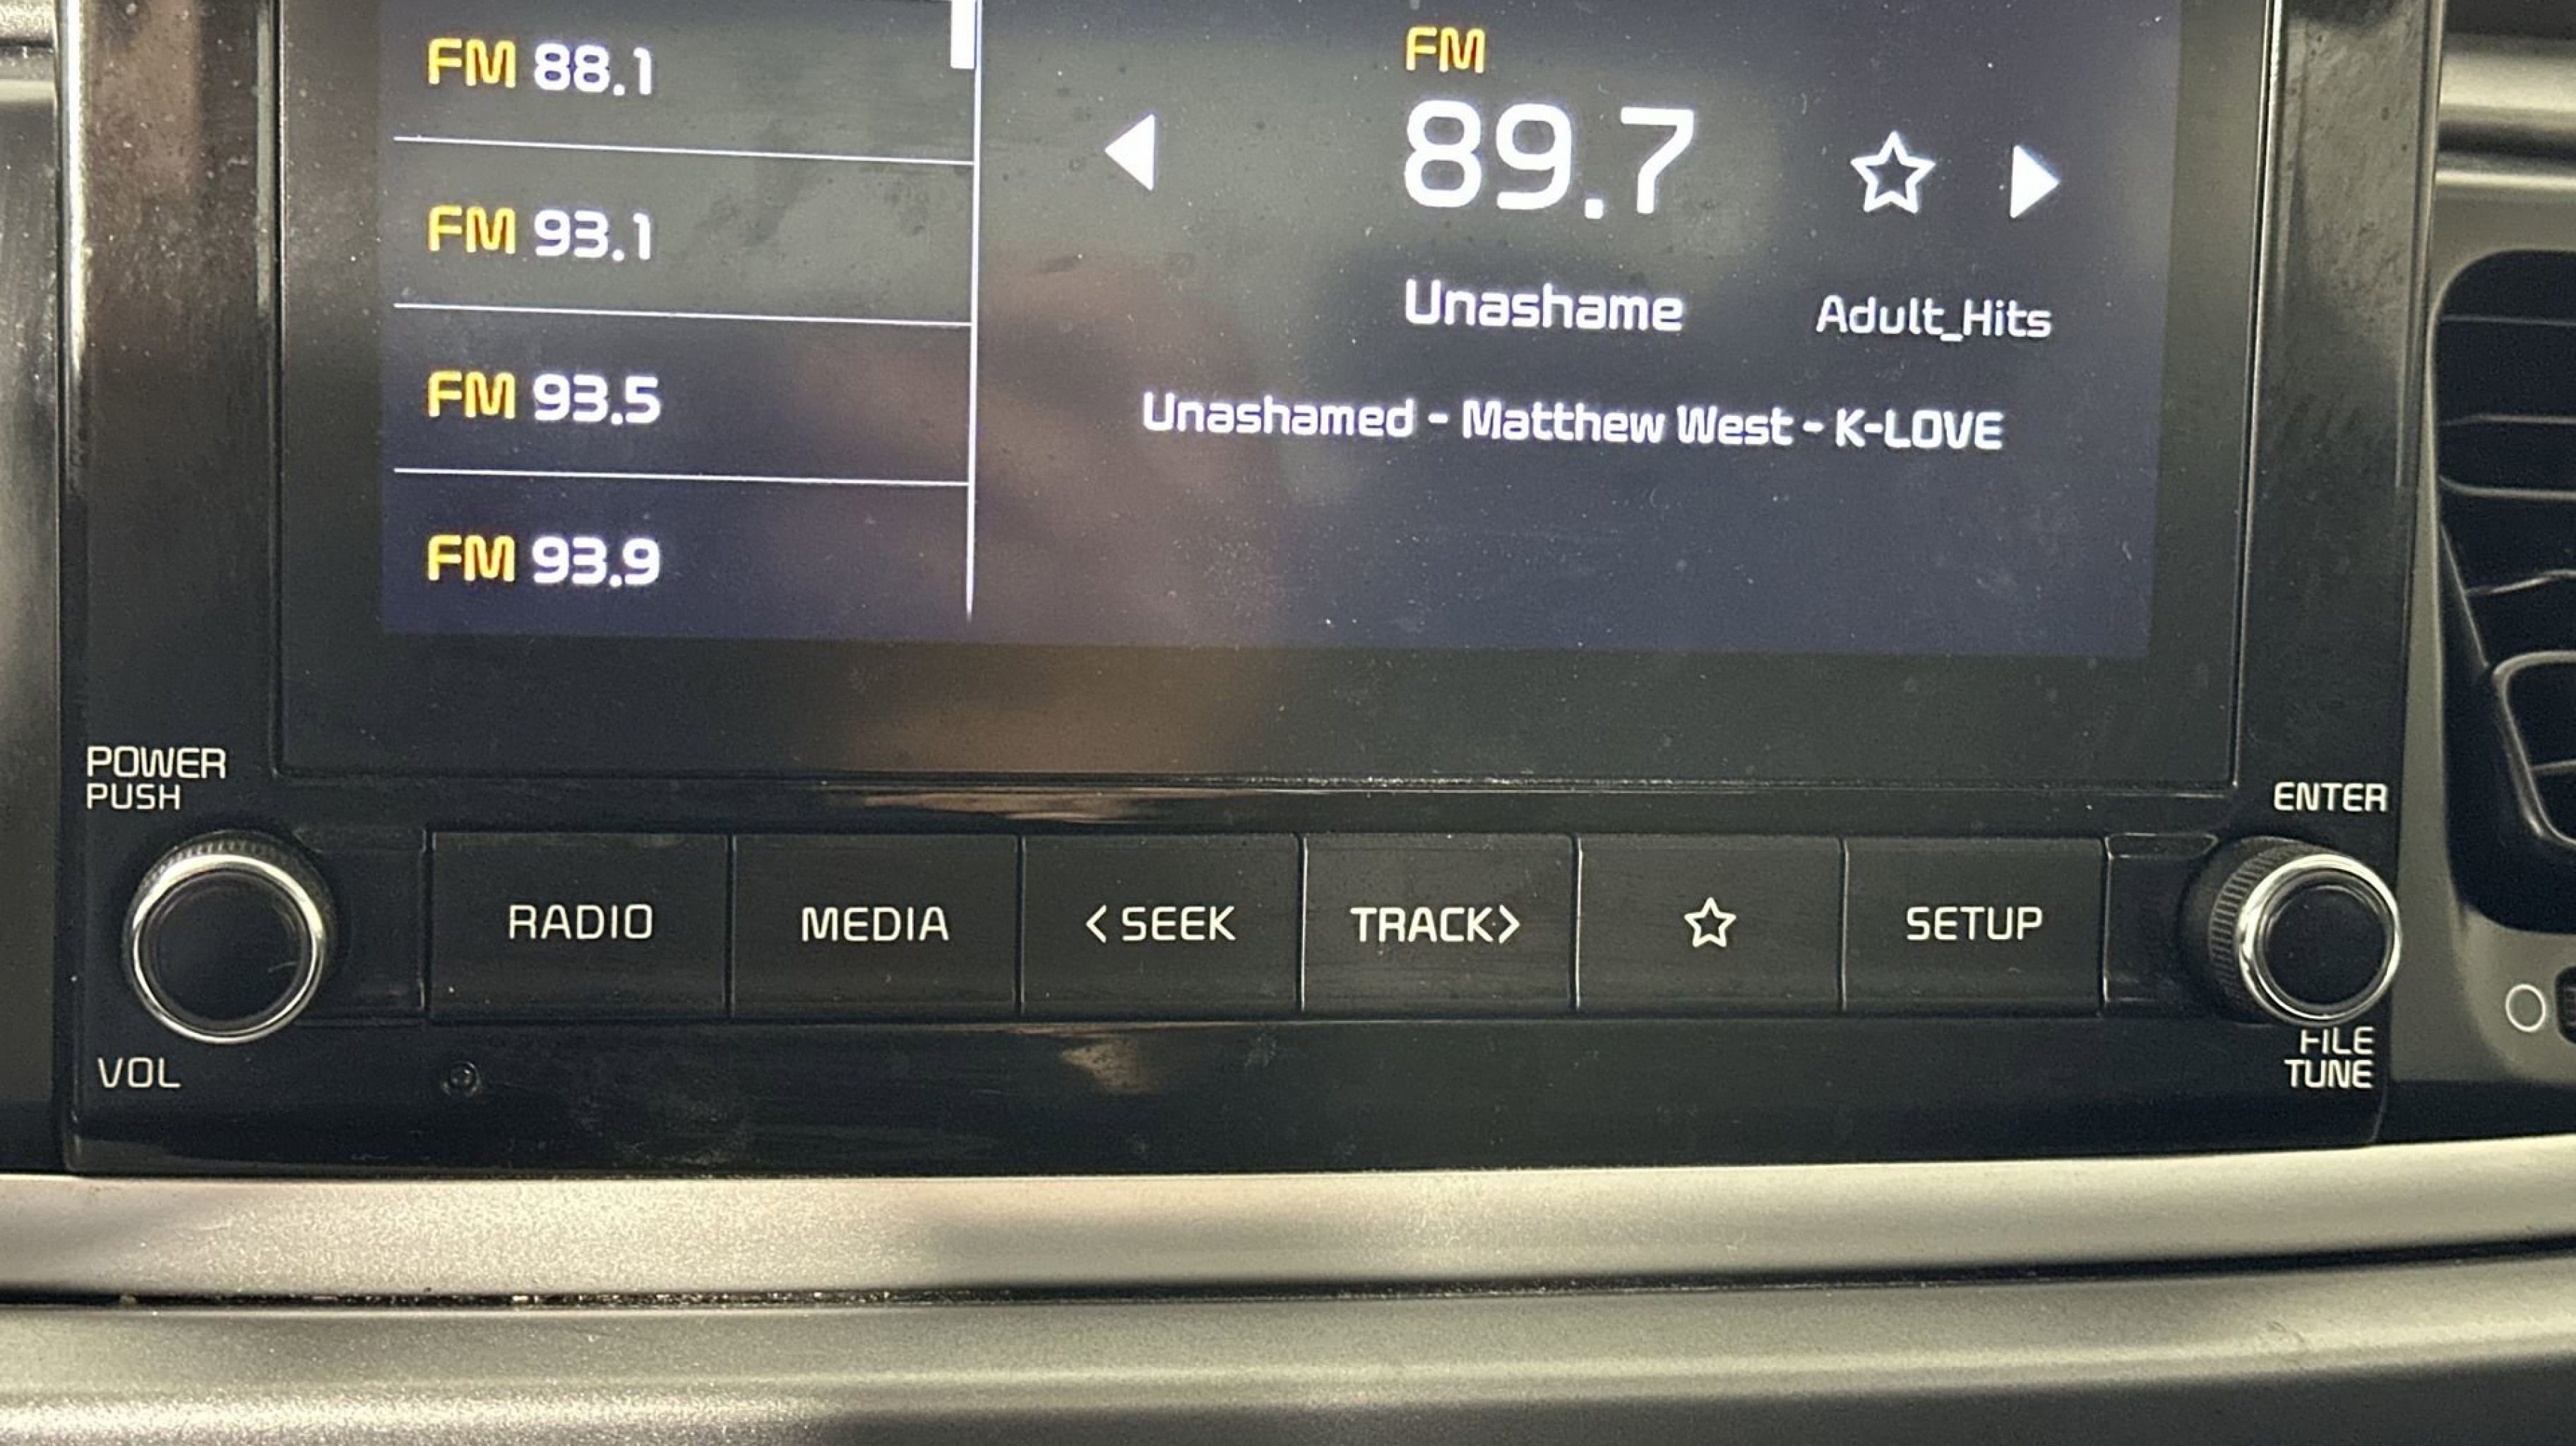 FM 88.1
FM 93.1
FM 93.5
FM 93.9
FM
89.7
Unashame
Adult_Hits
Unashamed - Matthew West - K-LOVE
POWER
PUSH
VOL
RADIO
MEDIA
< SEEK
TRACK>
SETUP
ENTER
FILE
TUNE